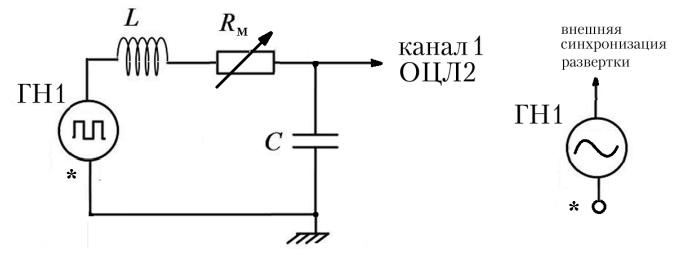 L
Rм
ГН1
*
C
канал 1
ОЦЛ2
внешняя
синхронизация
развертки
ГН1
*